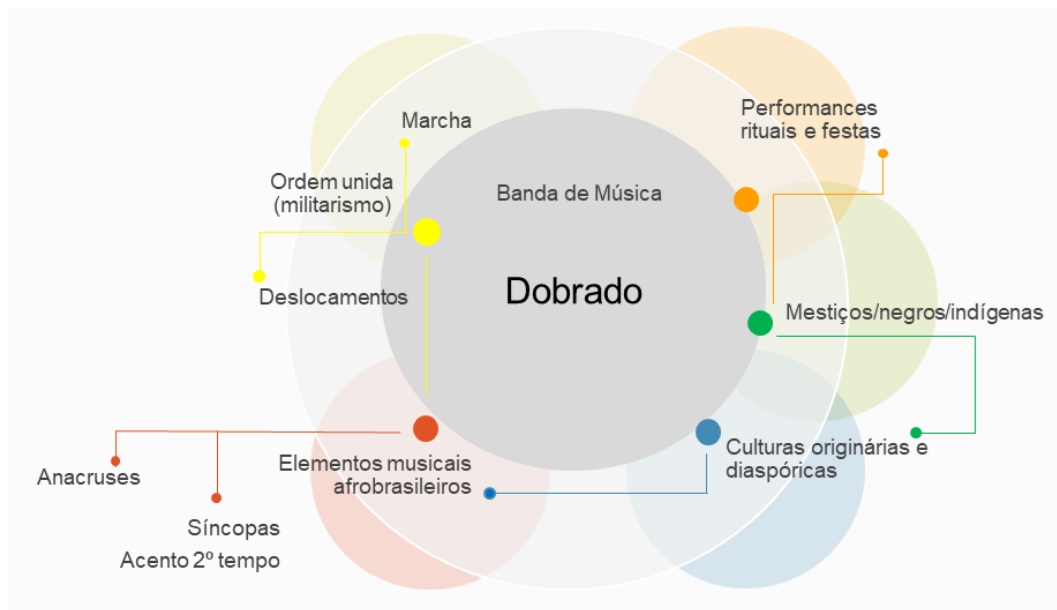 Marcha
Performances
rituais e festas
Ordem unida
(militarismo)
Banda de Música
Dobrado
Deslocamentos
Mestiços/negros/indígenas
Elementos musicais
afrobrasileiros
Culturas originárias e
diaspóricas
Anacruses
Síncopas
Acento 2º tempo